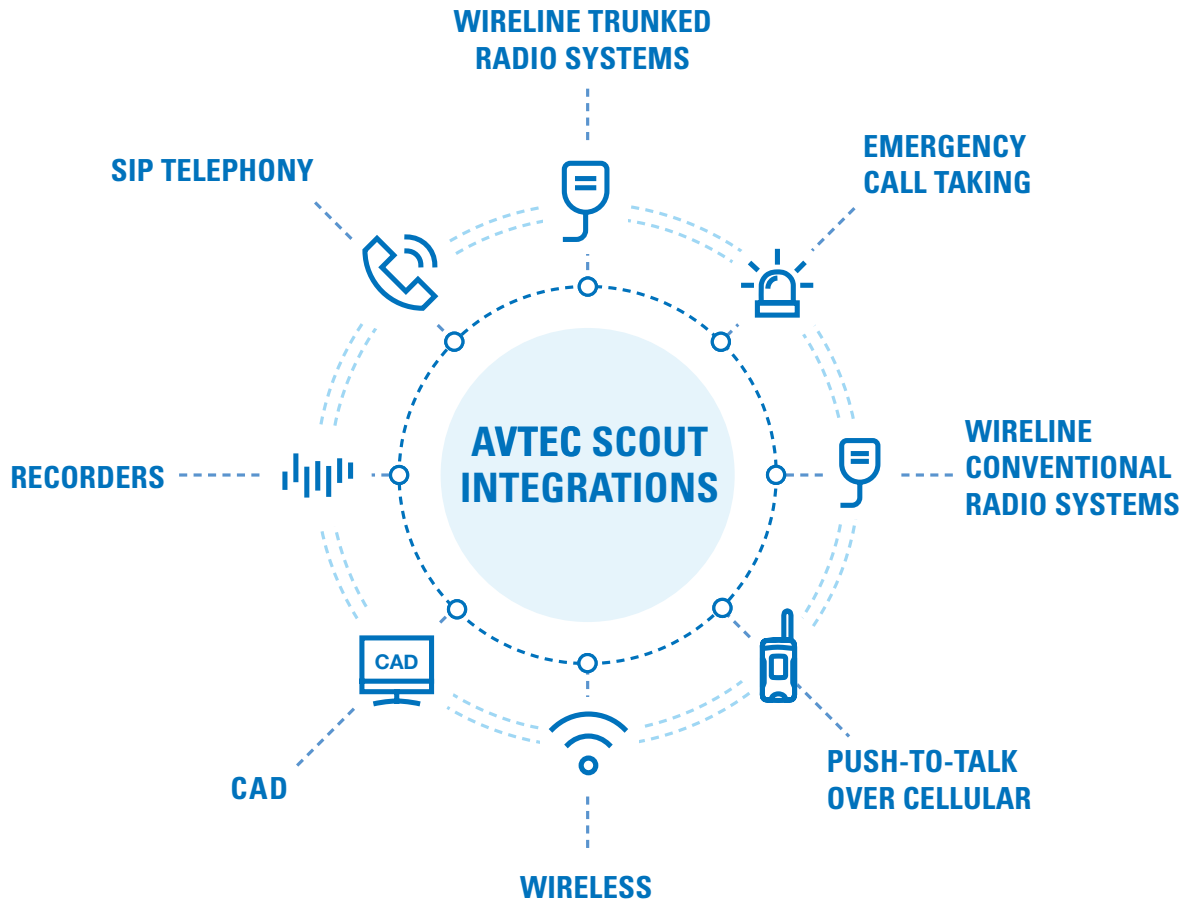 WIRELINE TRUNKED
RADIO SYSTEMS
EMERGENCY
CALL TAKING
SIP TELEPHONY
AVTEC SCOUT
INTEGRATIONS
WIRELINE
CONVENTIONAL
RADIO SYSTEMS
RECORDERS
CAD
CAD
PUSH-TO-TALK
OVER CELLULAR
WIRELESS